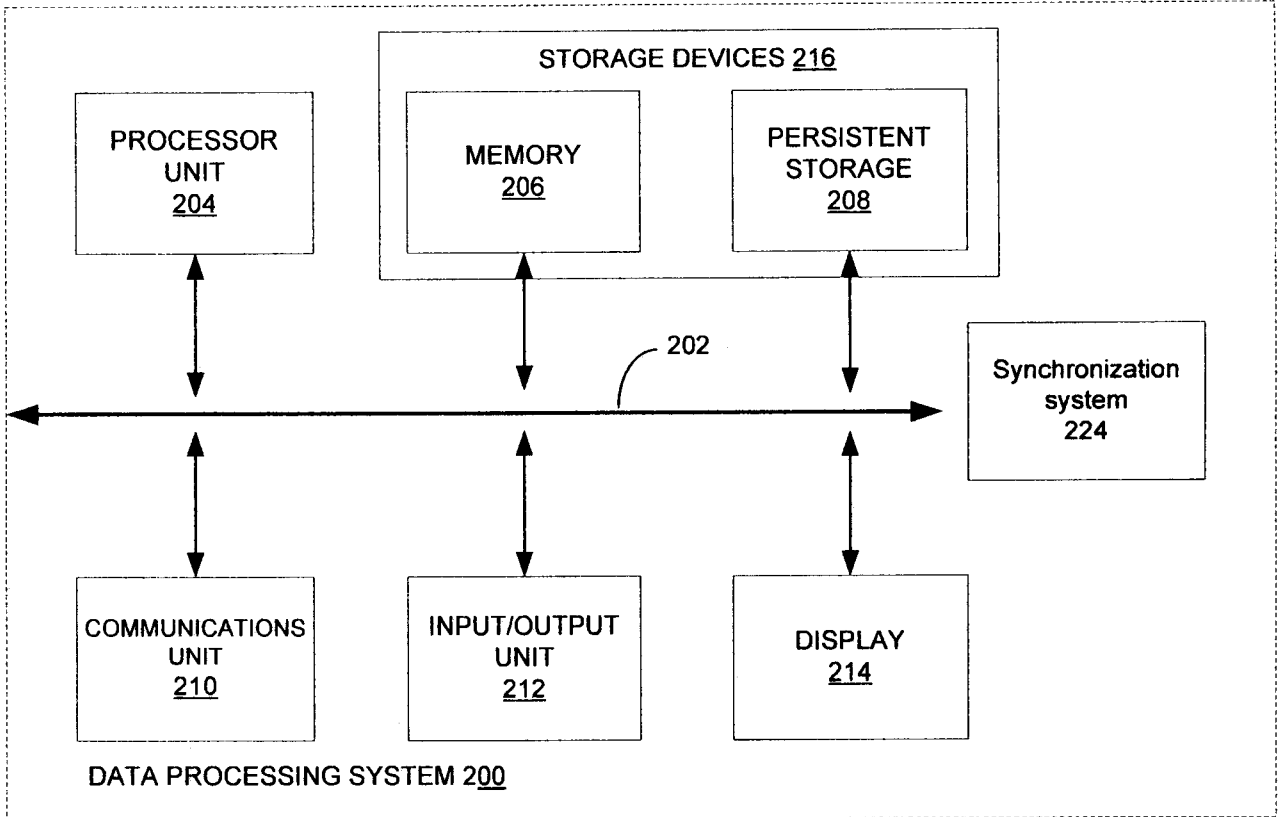 STORAGE DEVICES 216
PROCESSOR
UNIT
204
MEMORY
206
PERSISTENT
STORAGE
208
202
Synchronization
system
224
COMMUNICATIONS
UNIT
210
INPUT/OUTPUT
UNIT
212
DISPLAY
214
DATA PROCESSING SYSTEM 200